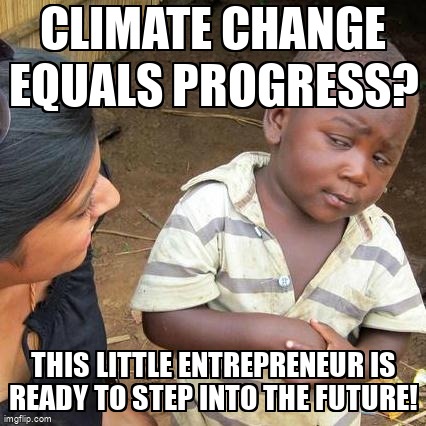 CLIMATE CHANGE
EQUALS PROGRESS?
THIS LITTLE ENTREPRENEUR IS
READY TO STEP INTO THE FUTURE!
imgflip.com